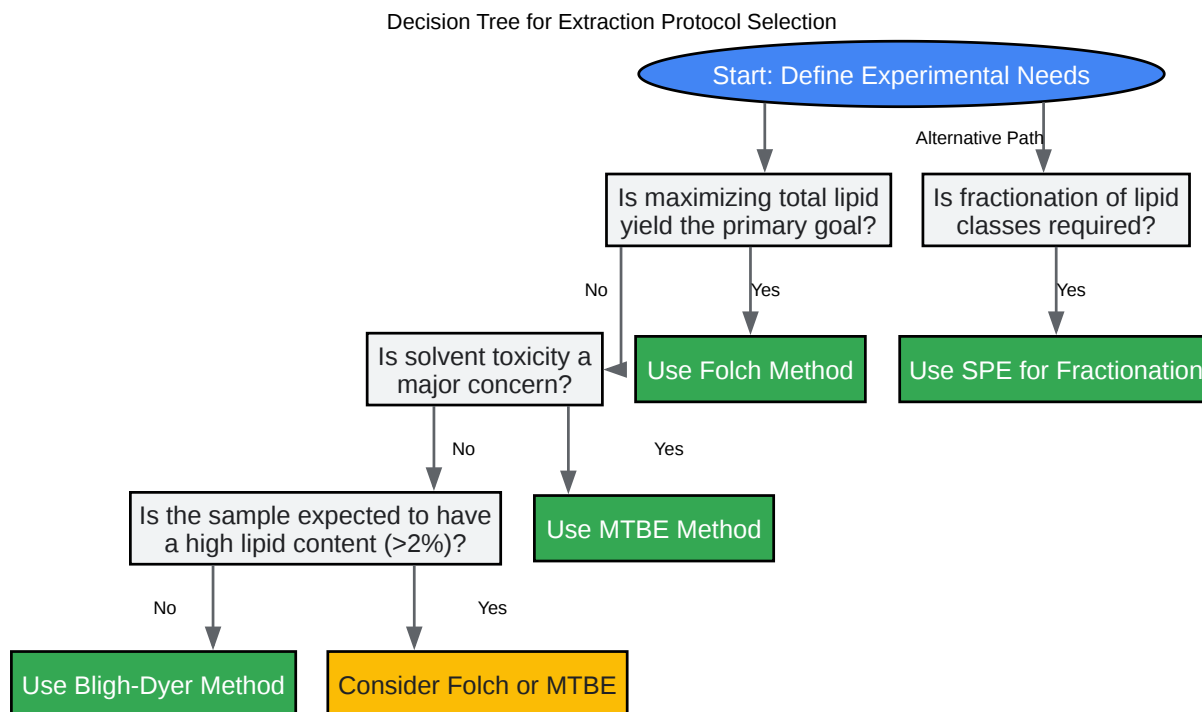 Decision Tree for Extraction Protocol Selection
Start: Define Experimental Needs
Alternative Path
Is maximizing total lipid
yield the primary goal?
Is fractionation of lipid
classes required?
No
Yes
Yes
Is solvent toxicity a
major concern?
Use Folch Method
Use SPE for Fractionation
No
Yes
Is the sample expected to have
a high lipid content (>2%)?
Use MTBE Method
No
Yes
Use Bligh-Dyer Method
Consider Folch or MTBE